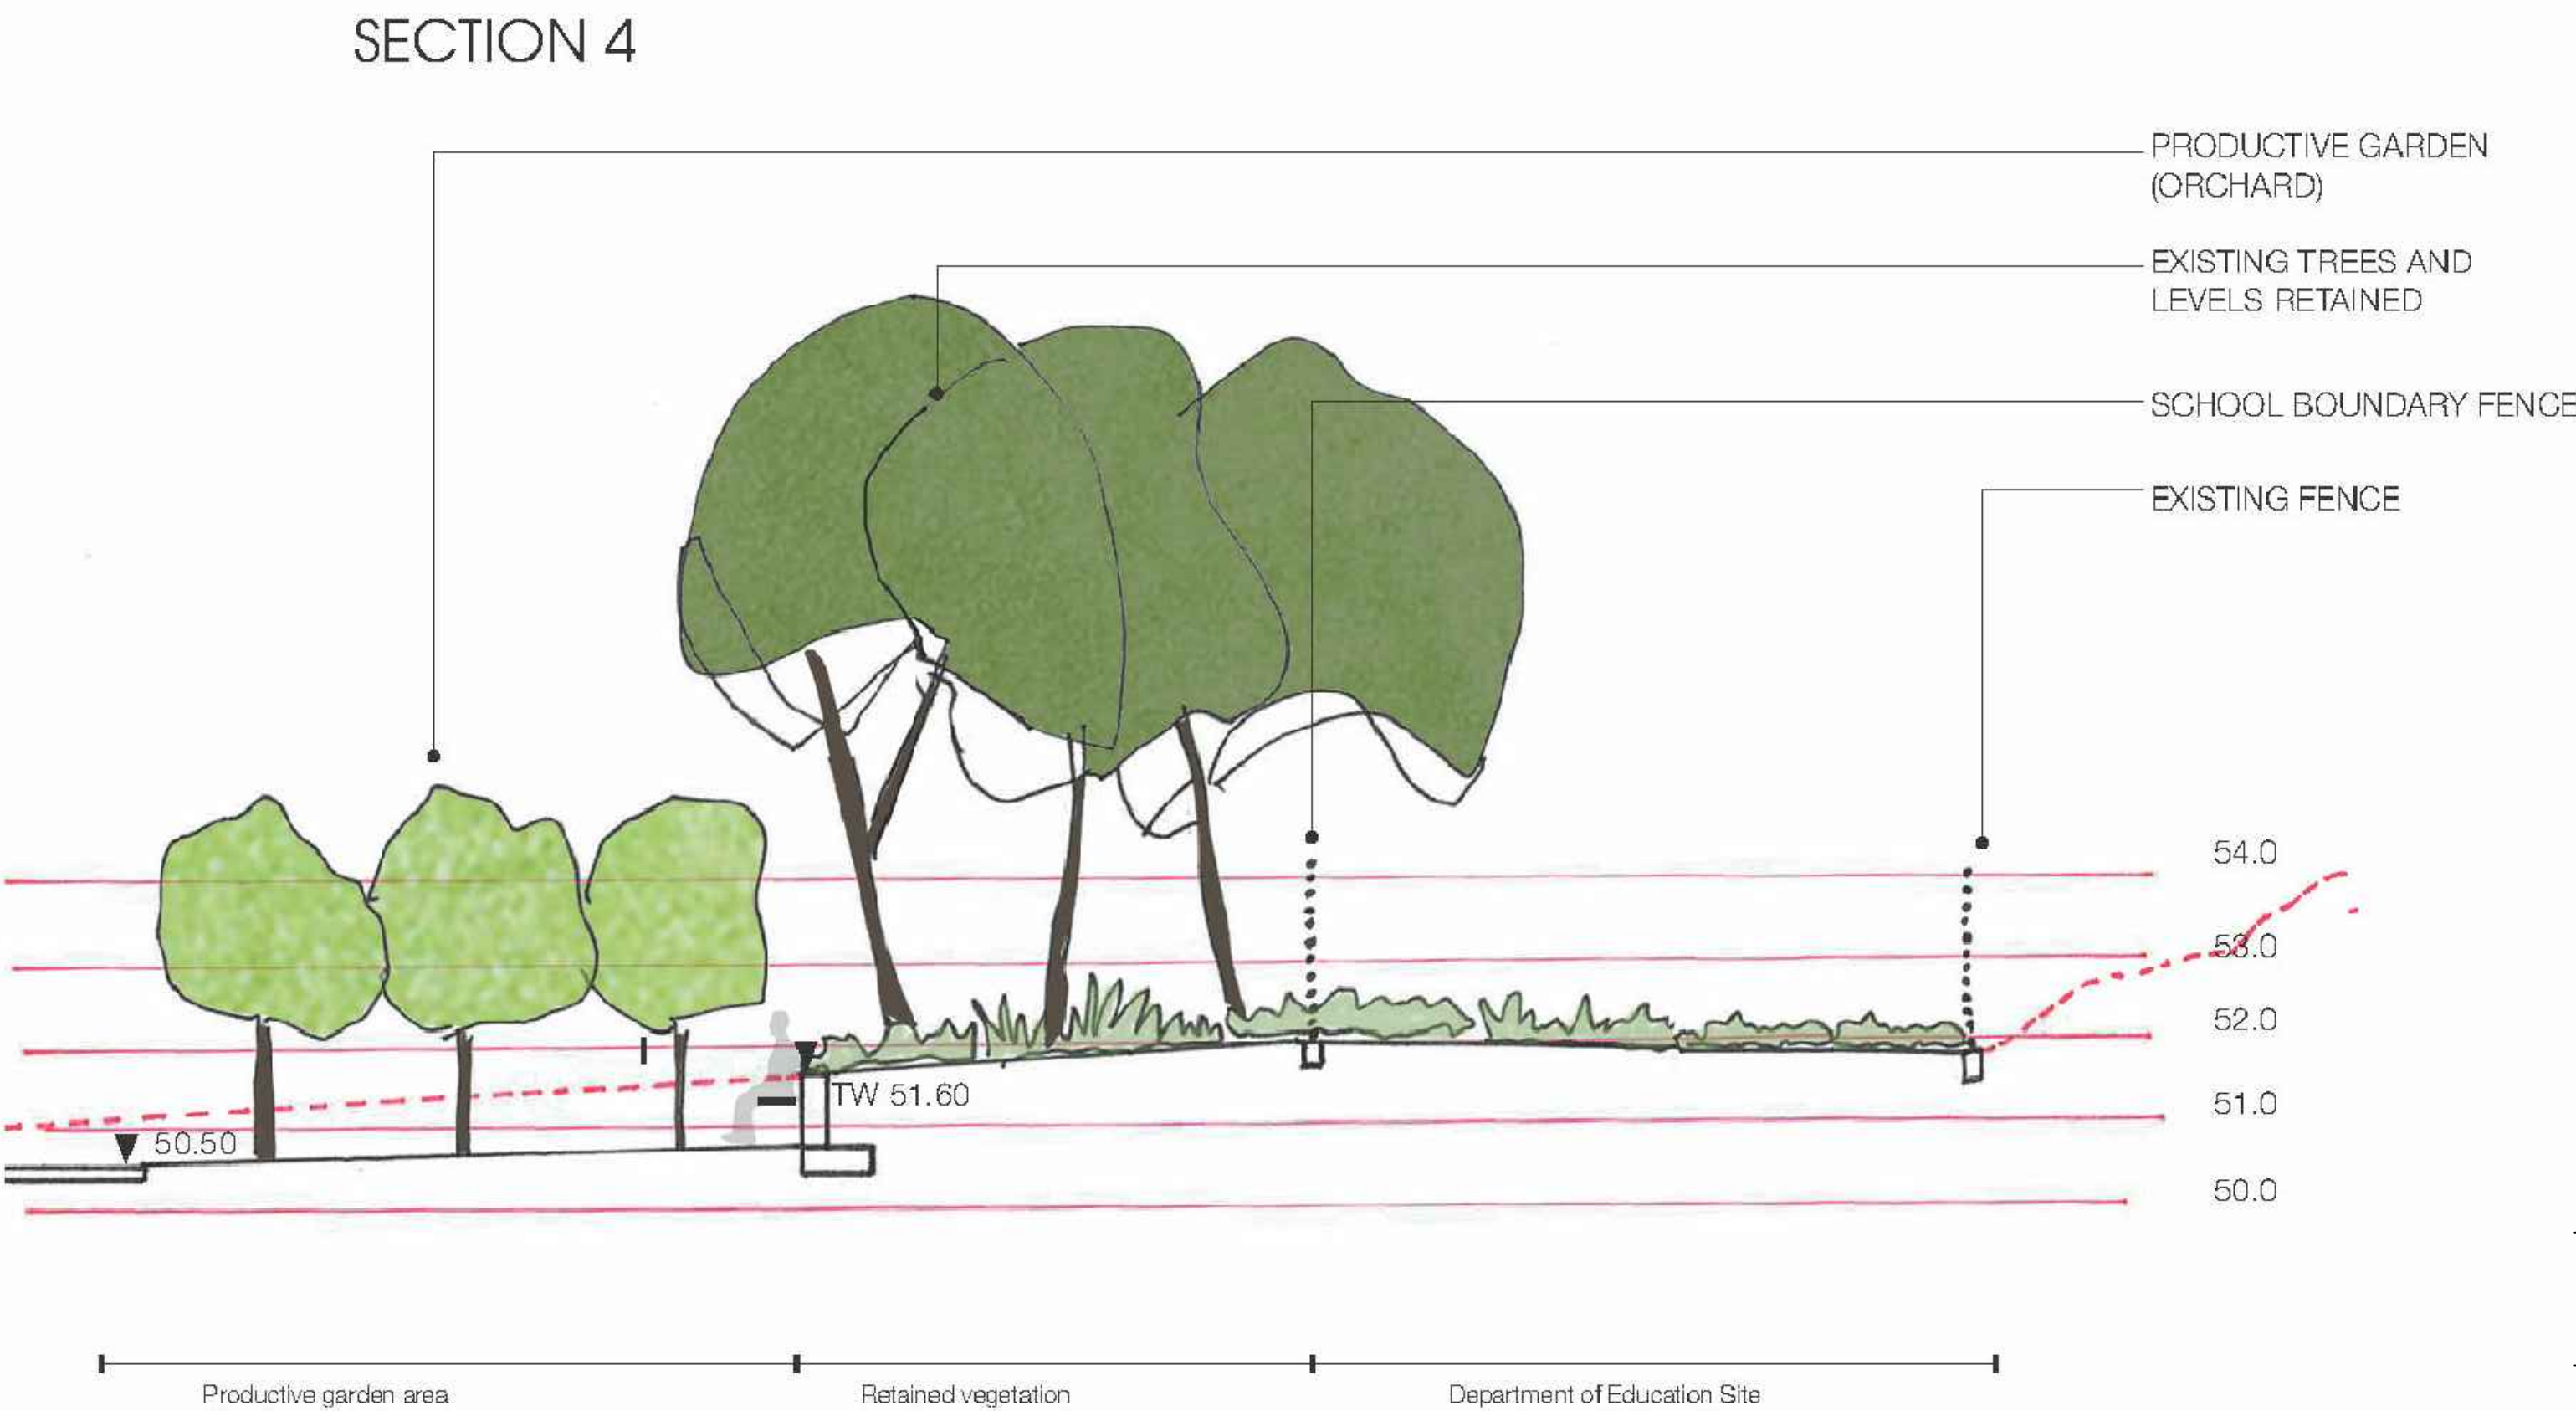 SECTION 4
PRODUCTIVE GARDEN
(ORCHARD)
EXISTING TREES AND
LEVELS RETAINED
SCHOOL BOUNDARY FENCE
EXISTING FENCE
54.0
53.0
52.0
TW 51.60
51.0
50.50
50.0
Productive garden area
Retained vegetation
Department of Education Site